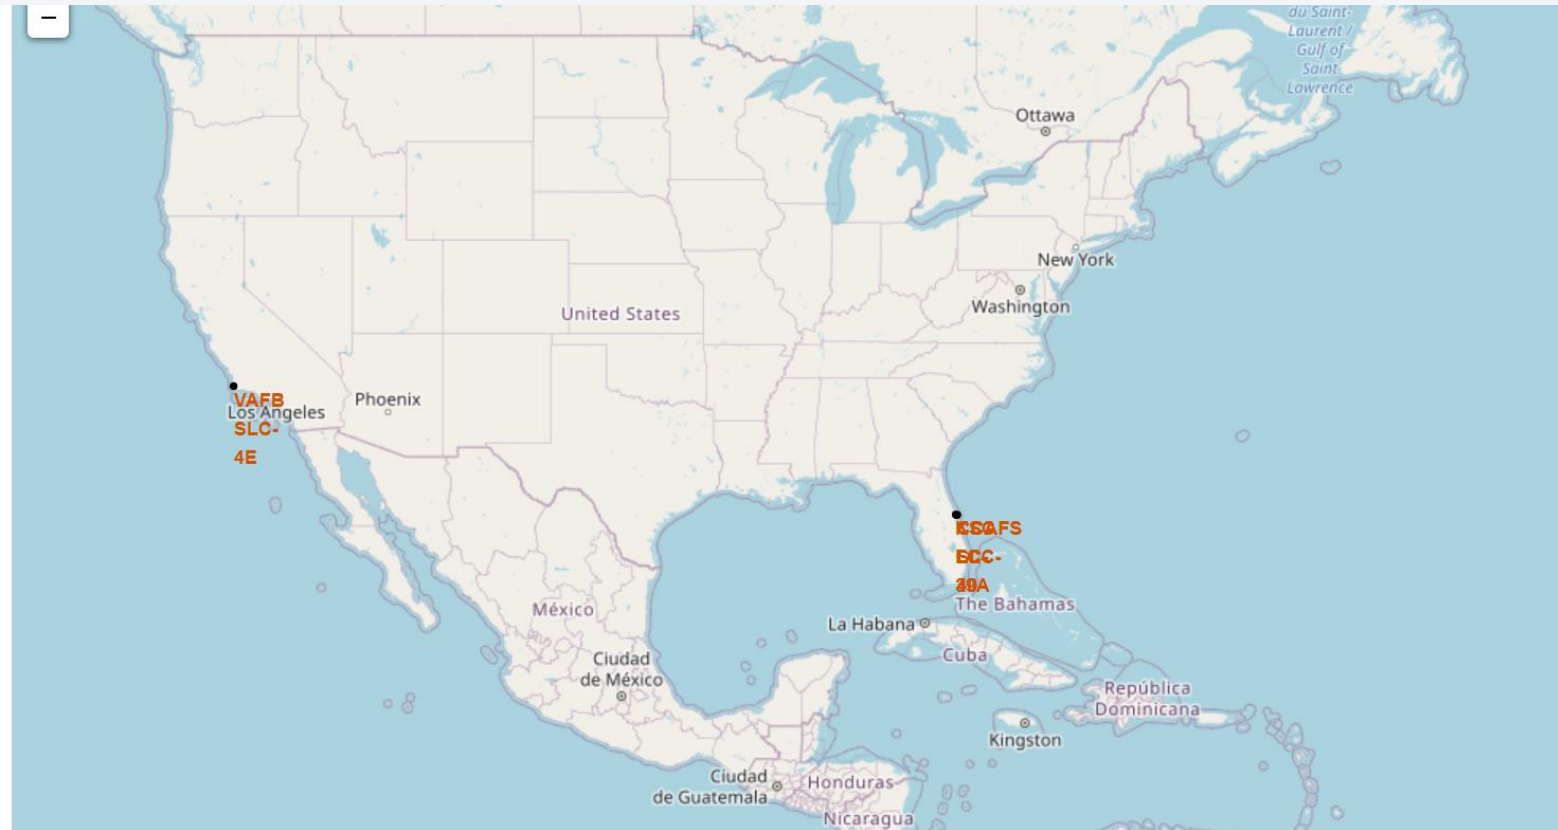 −
du Saint-
Laurent /
Gulf of
Saint
Lawrence
Ottawa
New York
Washington
United States
VAFB
SLC-
4E
Los Angeles
Phoenix
The Bahamas
La Habana
Cuba
México
Ciudad
de México
República
Dominicana
Kingston
Ciudad
de Guatemala
Honduras
Nicaragua